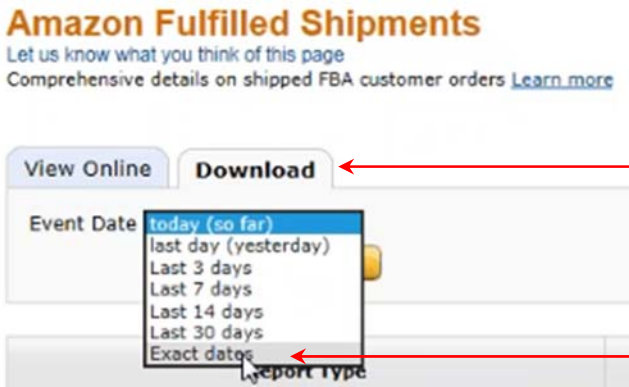 Amazon Fulfilled Shipments
Let us know what you think of this page
Comprehensive details on shipped FBA customer orders Learn more
View Online Download
Event Date today (so far)
last day (yesterday)
Last 3 days
Last 7 days
Last 14 days
Last 30 days
Exact dates
Report Type